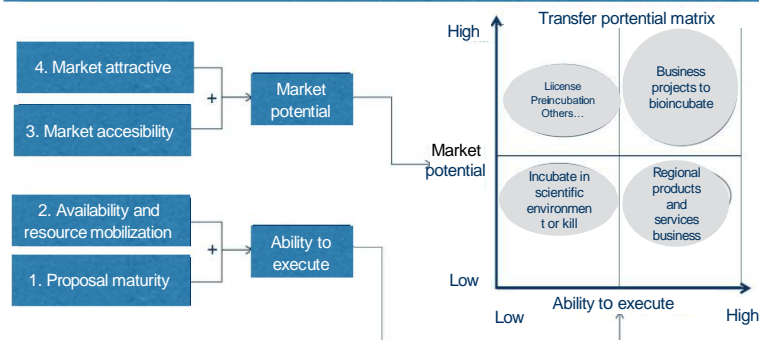 Transfer portential matrix
High
4. Market attractive
+
3. Market accesibility
Market
potential
Liicense
Preincubation
Others…
Business
projects to
bioincubate
Market
potential
2. Availability and
resource mobilization
+
1. Proposal maturity
Ability to
execute
Incubate in
scientific
environmen
t or kill
Regional
products
and
services
business
Low
Ability to execute
Low
High